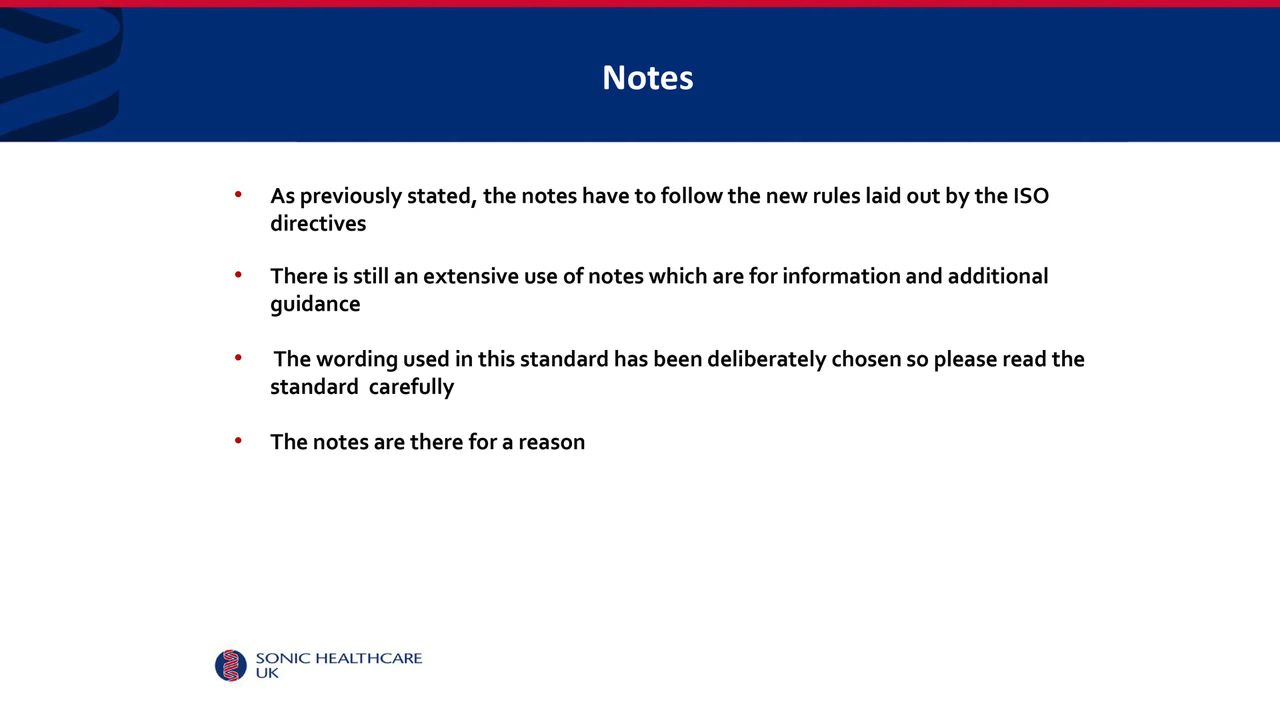 Notes
• As previously stated, the notes have to follow the new rules laid out by the ISO
directives
• There is still an extensive use of notes which are for information and additional
guidance
• The wording used in this standard has been deliberately chosen so please read the
standard  carefully
• The notes are there for a reason
SONIC HEALTHCARE
UK